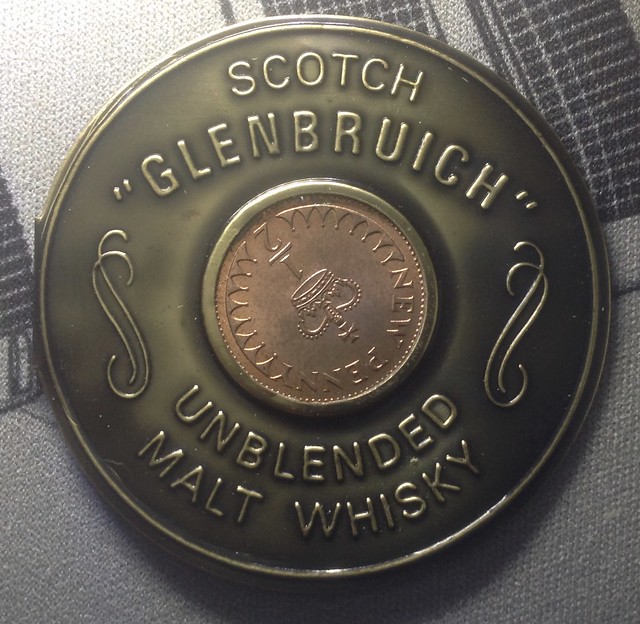 SCOTCH
"GLENBRUICH"
½ NEW PENNY
UNBLENDED
MALT WHISKY